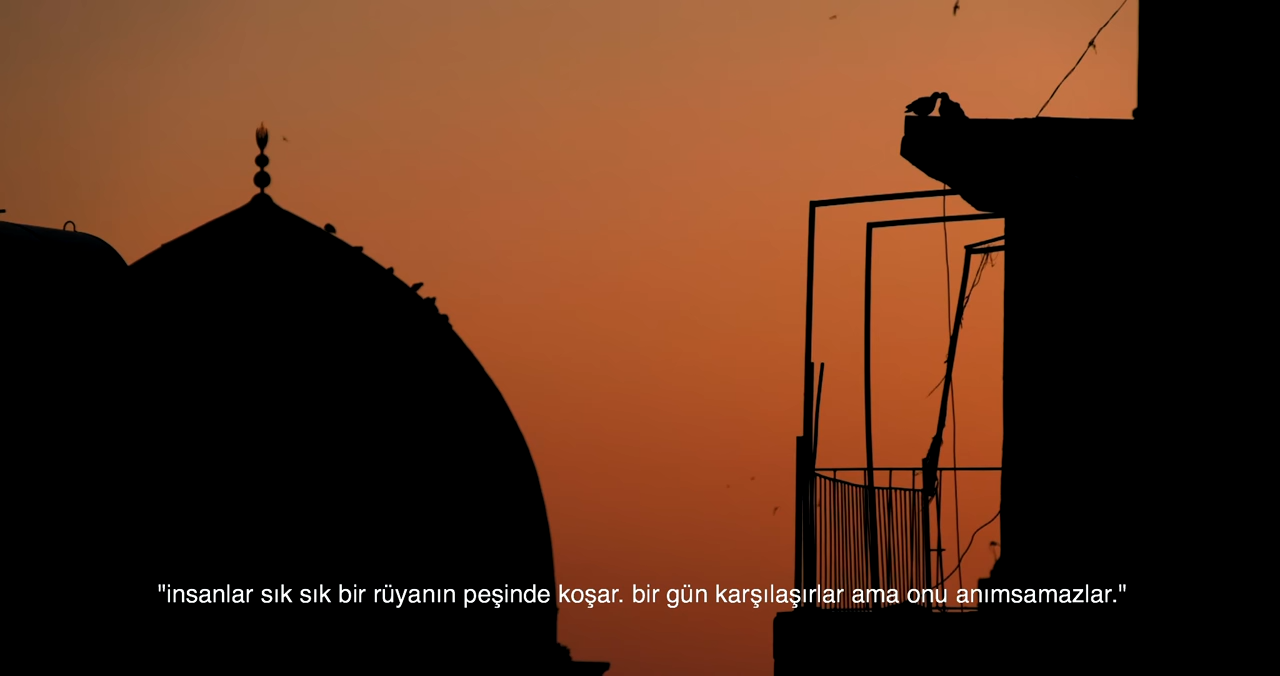 "insanlar sık sık bir rüyanın peşinde koşar. bir gün karşılaşırlar ama onu anımsamazlar."